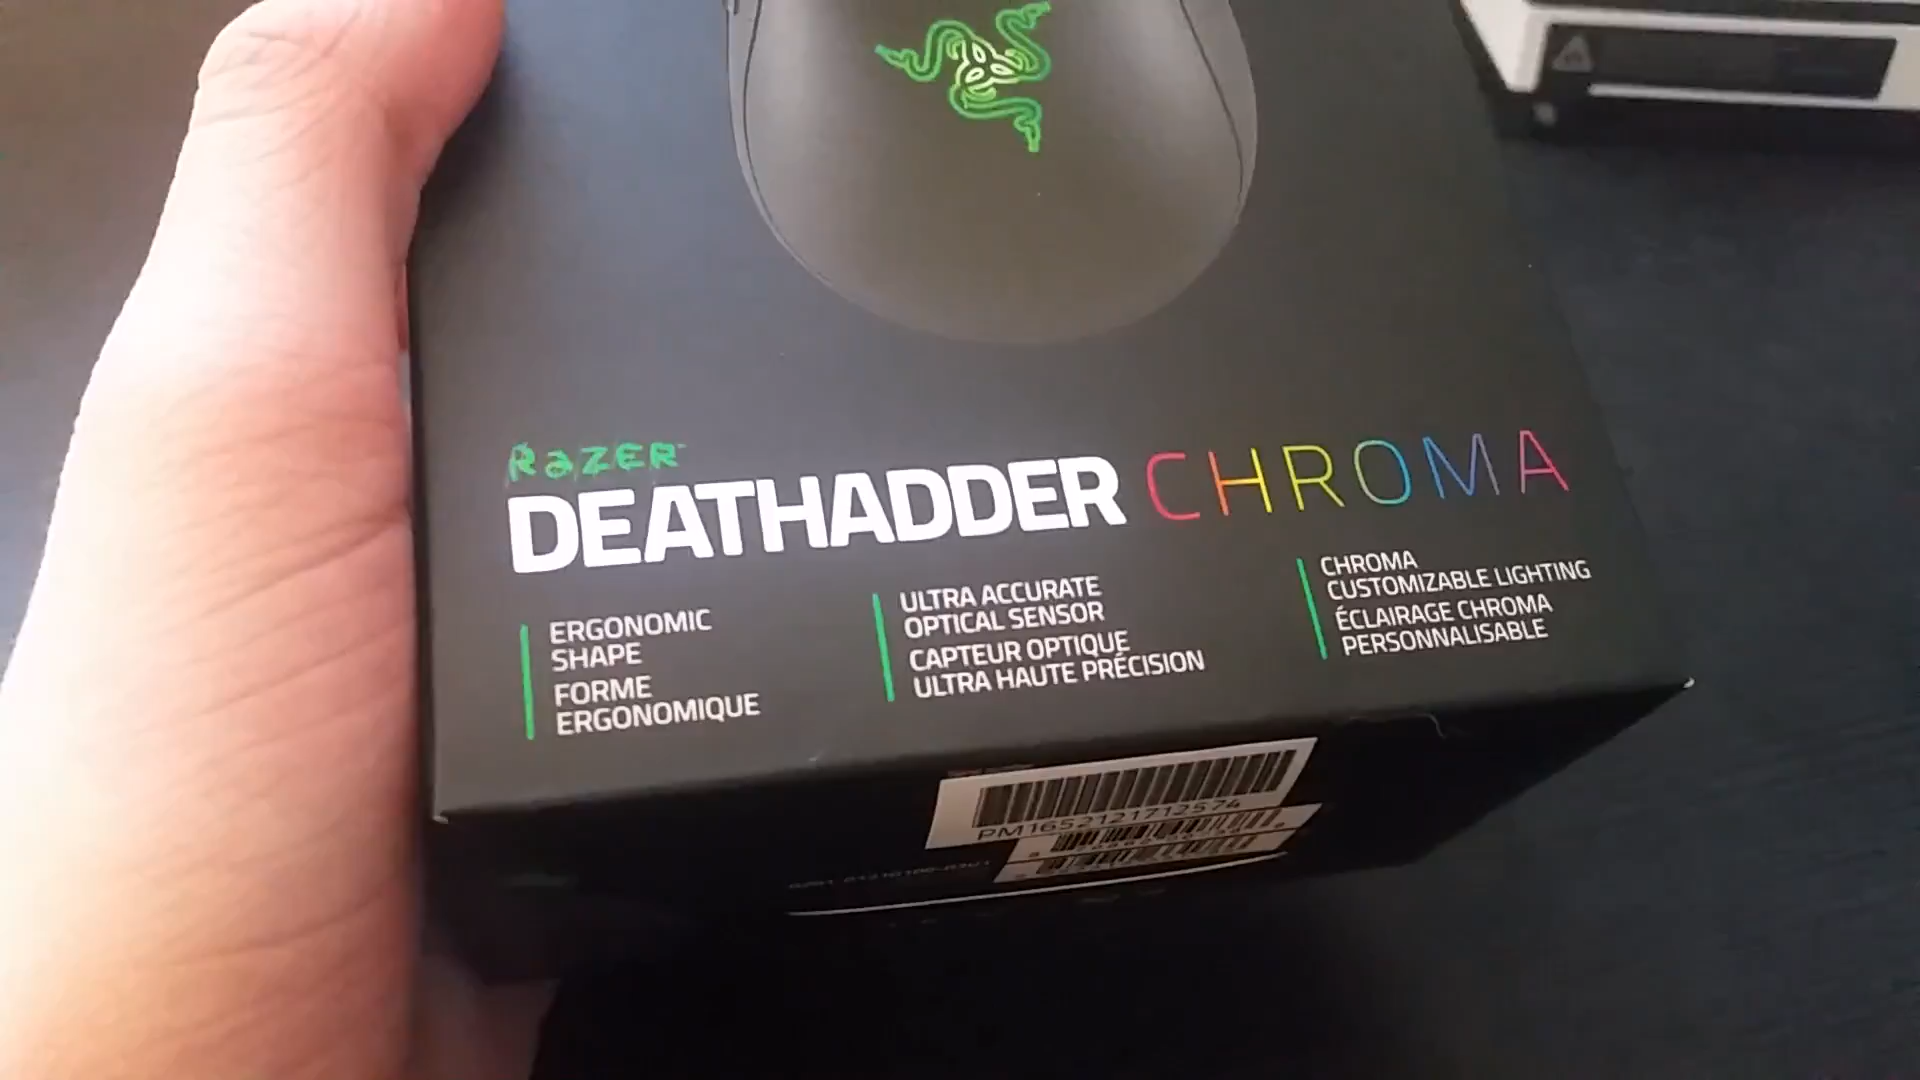 RAZER
DEATHADDER CHROMA
ERGONOMIC
SHAPE
FORME
ERGONOMIQUE
ULTRA ACCURATE
OPTICAL SENSOR
CAPTEUR OPTIQUE
ULTRA HAUTE PRÉCISION
CHROMA
CUSTOMIZABLE LIGHTING
ÉCLAIRAGE CHROMA
PERSONNALISABLE
PM1652121712574